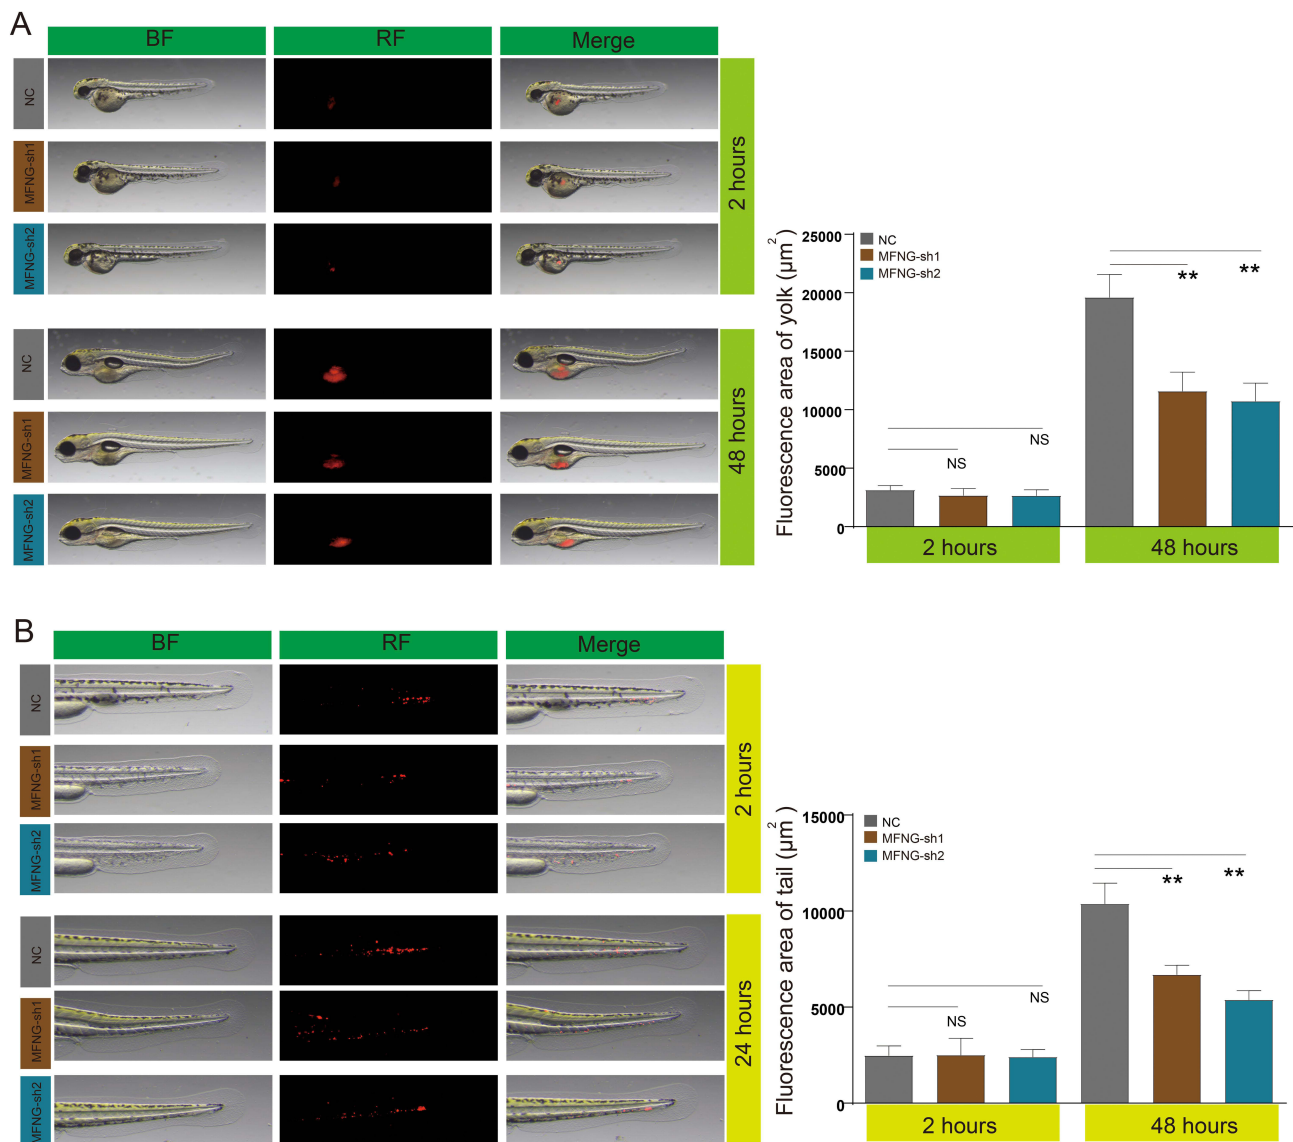 A
BF RF Merge
NC
MFNG-sh1
MFNG-sh2
2 hours
NC
MFNG-sh1
MFNG-sh2
48 hours
Fluorescence area of yolk (µm²)
25000
20000
15000
10000
5000
0
NC
MFNG-sh1
MFNG-sh2
NS
NS
**
**
2 hours 48 hours
B
BF RF Merge
NC
MFNG-sh1
MFNG-sh2
2 hours
NC
MFNG-sh1
MFNG-sh2
24 hours
Fluorescence area of tail (µm²)
15000
10000
5000
0
NC
MFNG-sh1
MFNG-sh2
NS
NS
**
**
2 hours 48 hours